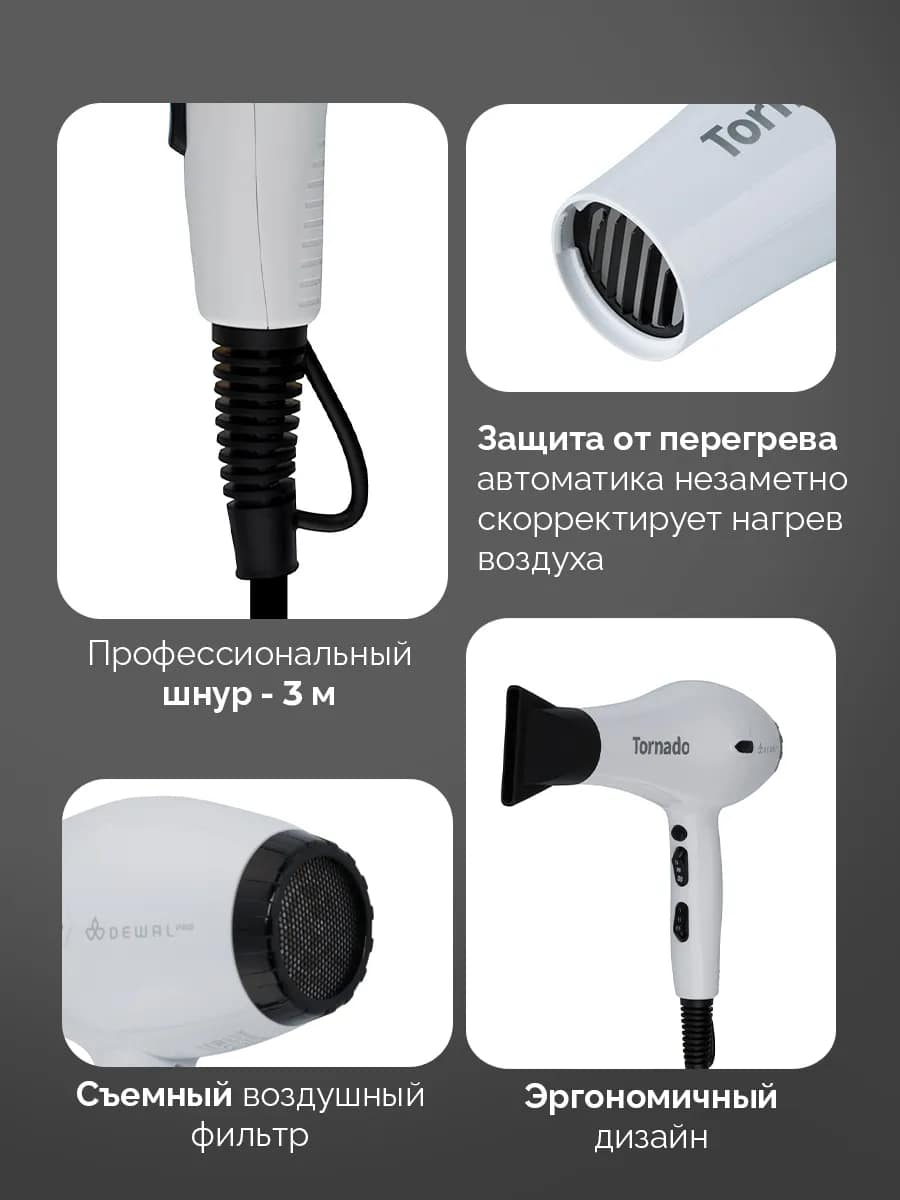 Torn
Защита от перегрева
автоматика незаметно
скорректирует нагрев
воздуха
Профессиональный
шнур - 3 м
Tornado
DEWAL PRO
Съемный воздушный
фильтр
Эргономичный
дизайн